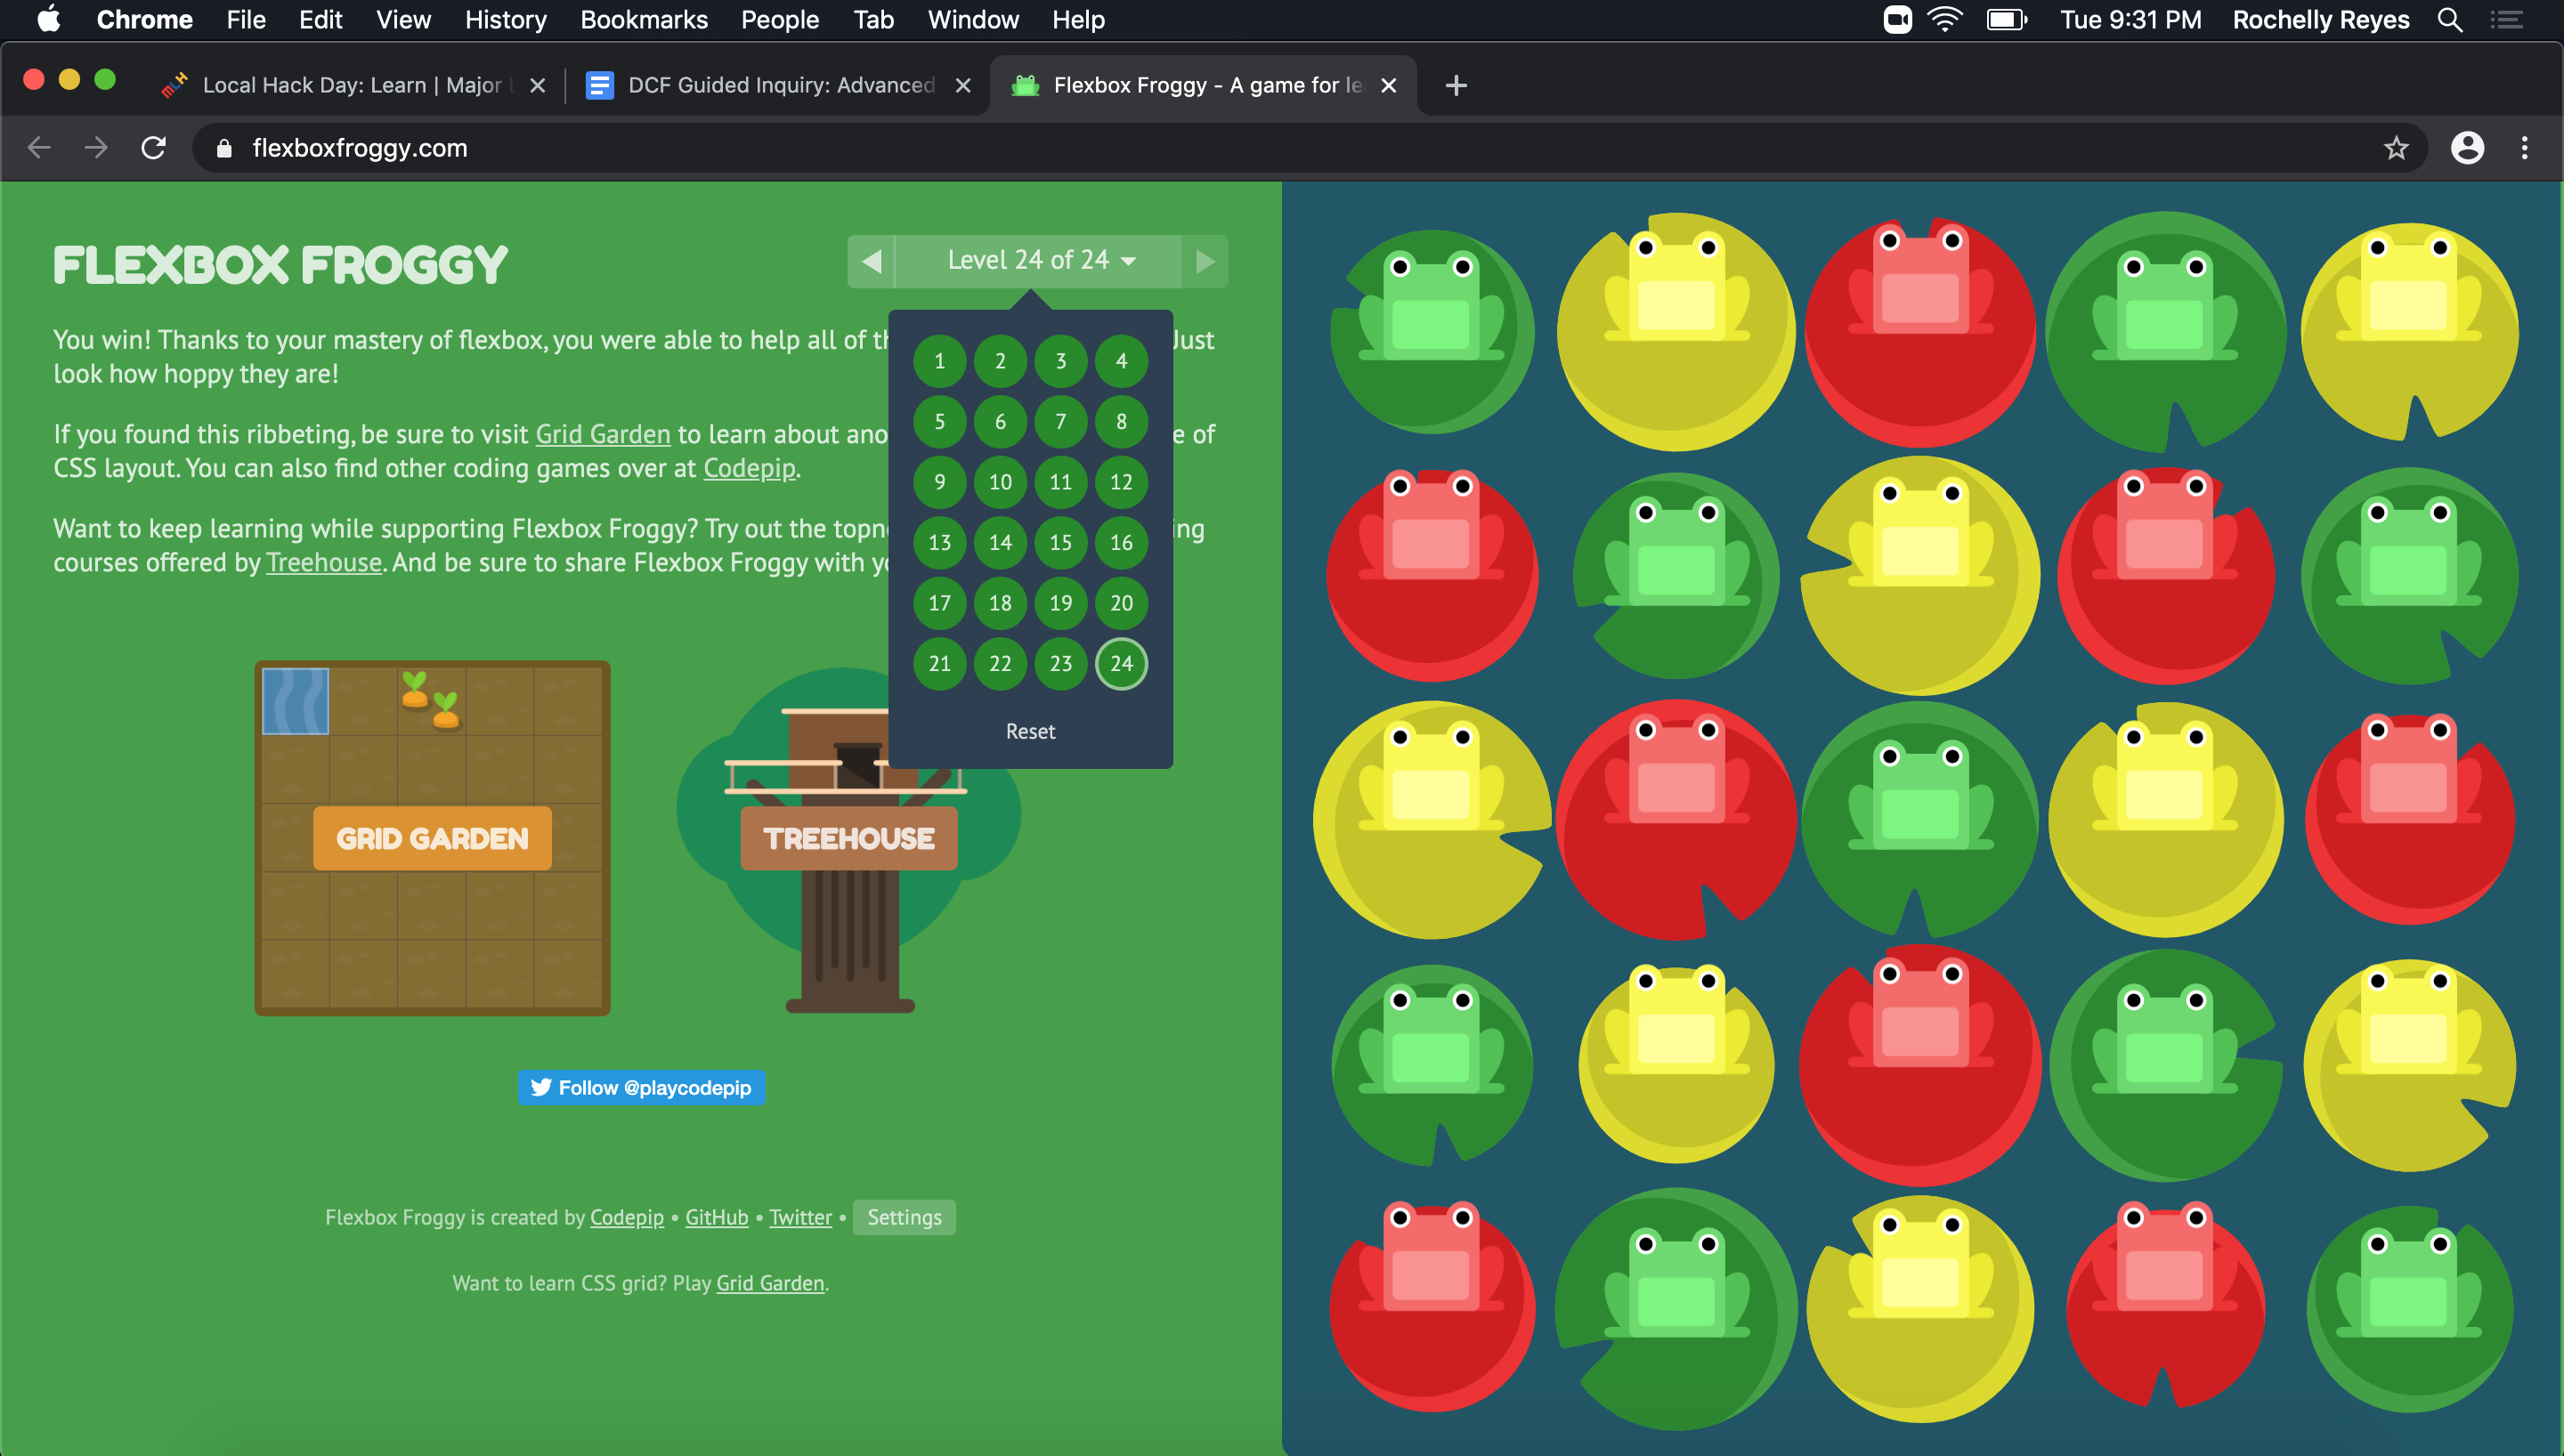 Chrome File Edit View History Bookmarks People Tab Window Help Tue 9:31 PM Rochelly Reyes
Local Hack Day: Learn | Major DCF Guided Inquiry: Advanced Flexbox Froggy - A game for le
flexboxfroggy.com
FLEXBOX FROGGY
Level 24 of 24
You win! Thanks to your mastery of flexbox, you were able to help all of Just
look how hoppy they are!
If you found this ribbeting, be sure to visit Grid Garden to learn about of
CSS layout. You can also find other coding games over at Codepip.
Want to keep learning while supporting Flexbox Froggy? Try out the
courses offered by Treehouse. And be sure to share Flexbox Froggy with
1 2 3 4
5 6 7 8
9 10 11 12
13 14 15 16
17 18 19 20
21 22 23 24
Reset
GRID GARDEN
TREEHOUSE
Follow @playcodepip
Flexbox Froggy is created by Codepip • GitHub • Twitter • Settings
Want to learn CSS grid? Play Grid Garden.